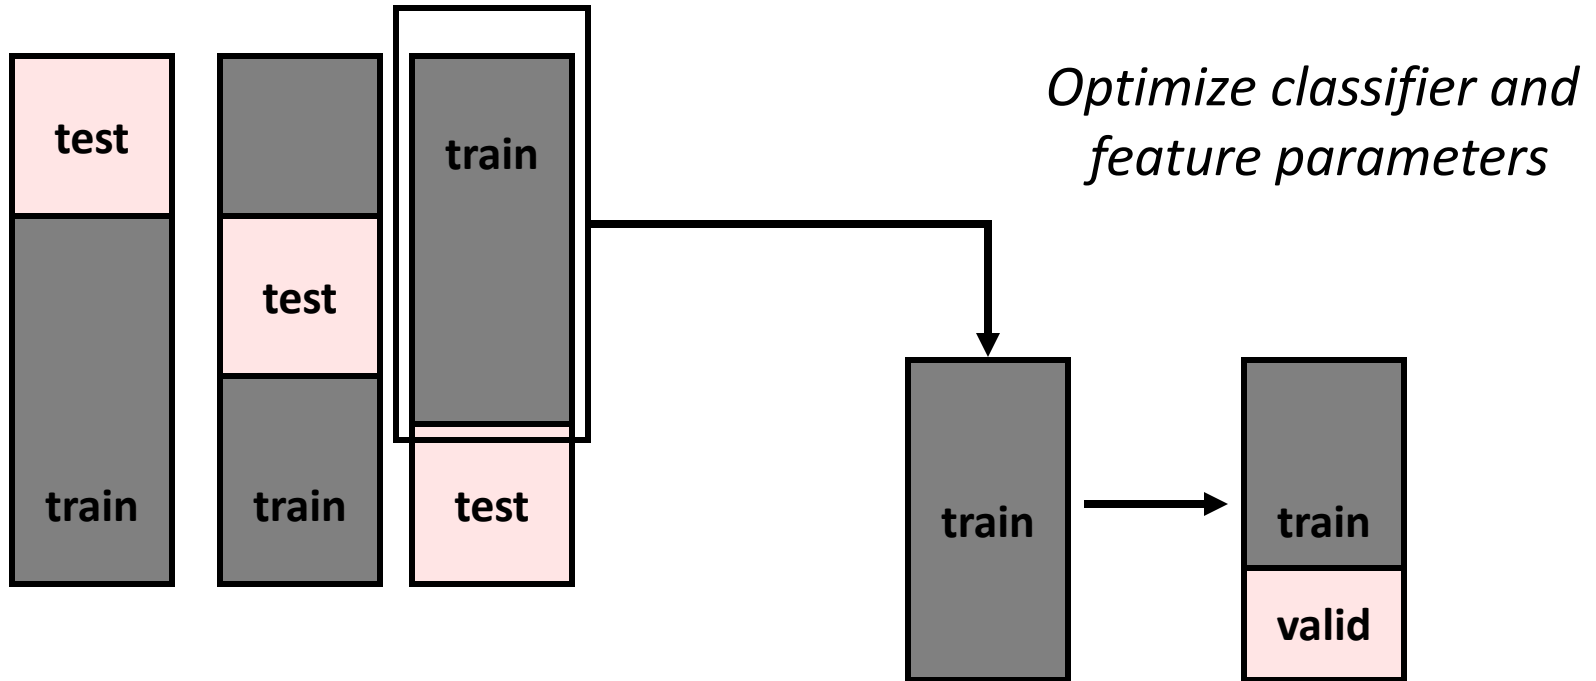 test
train
test
train
train
test
Optimize classifier and
feature parameters
train
train
valid